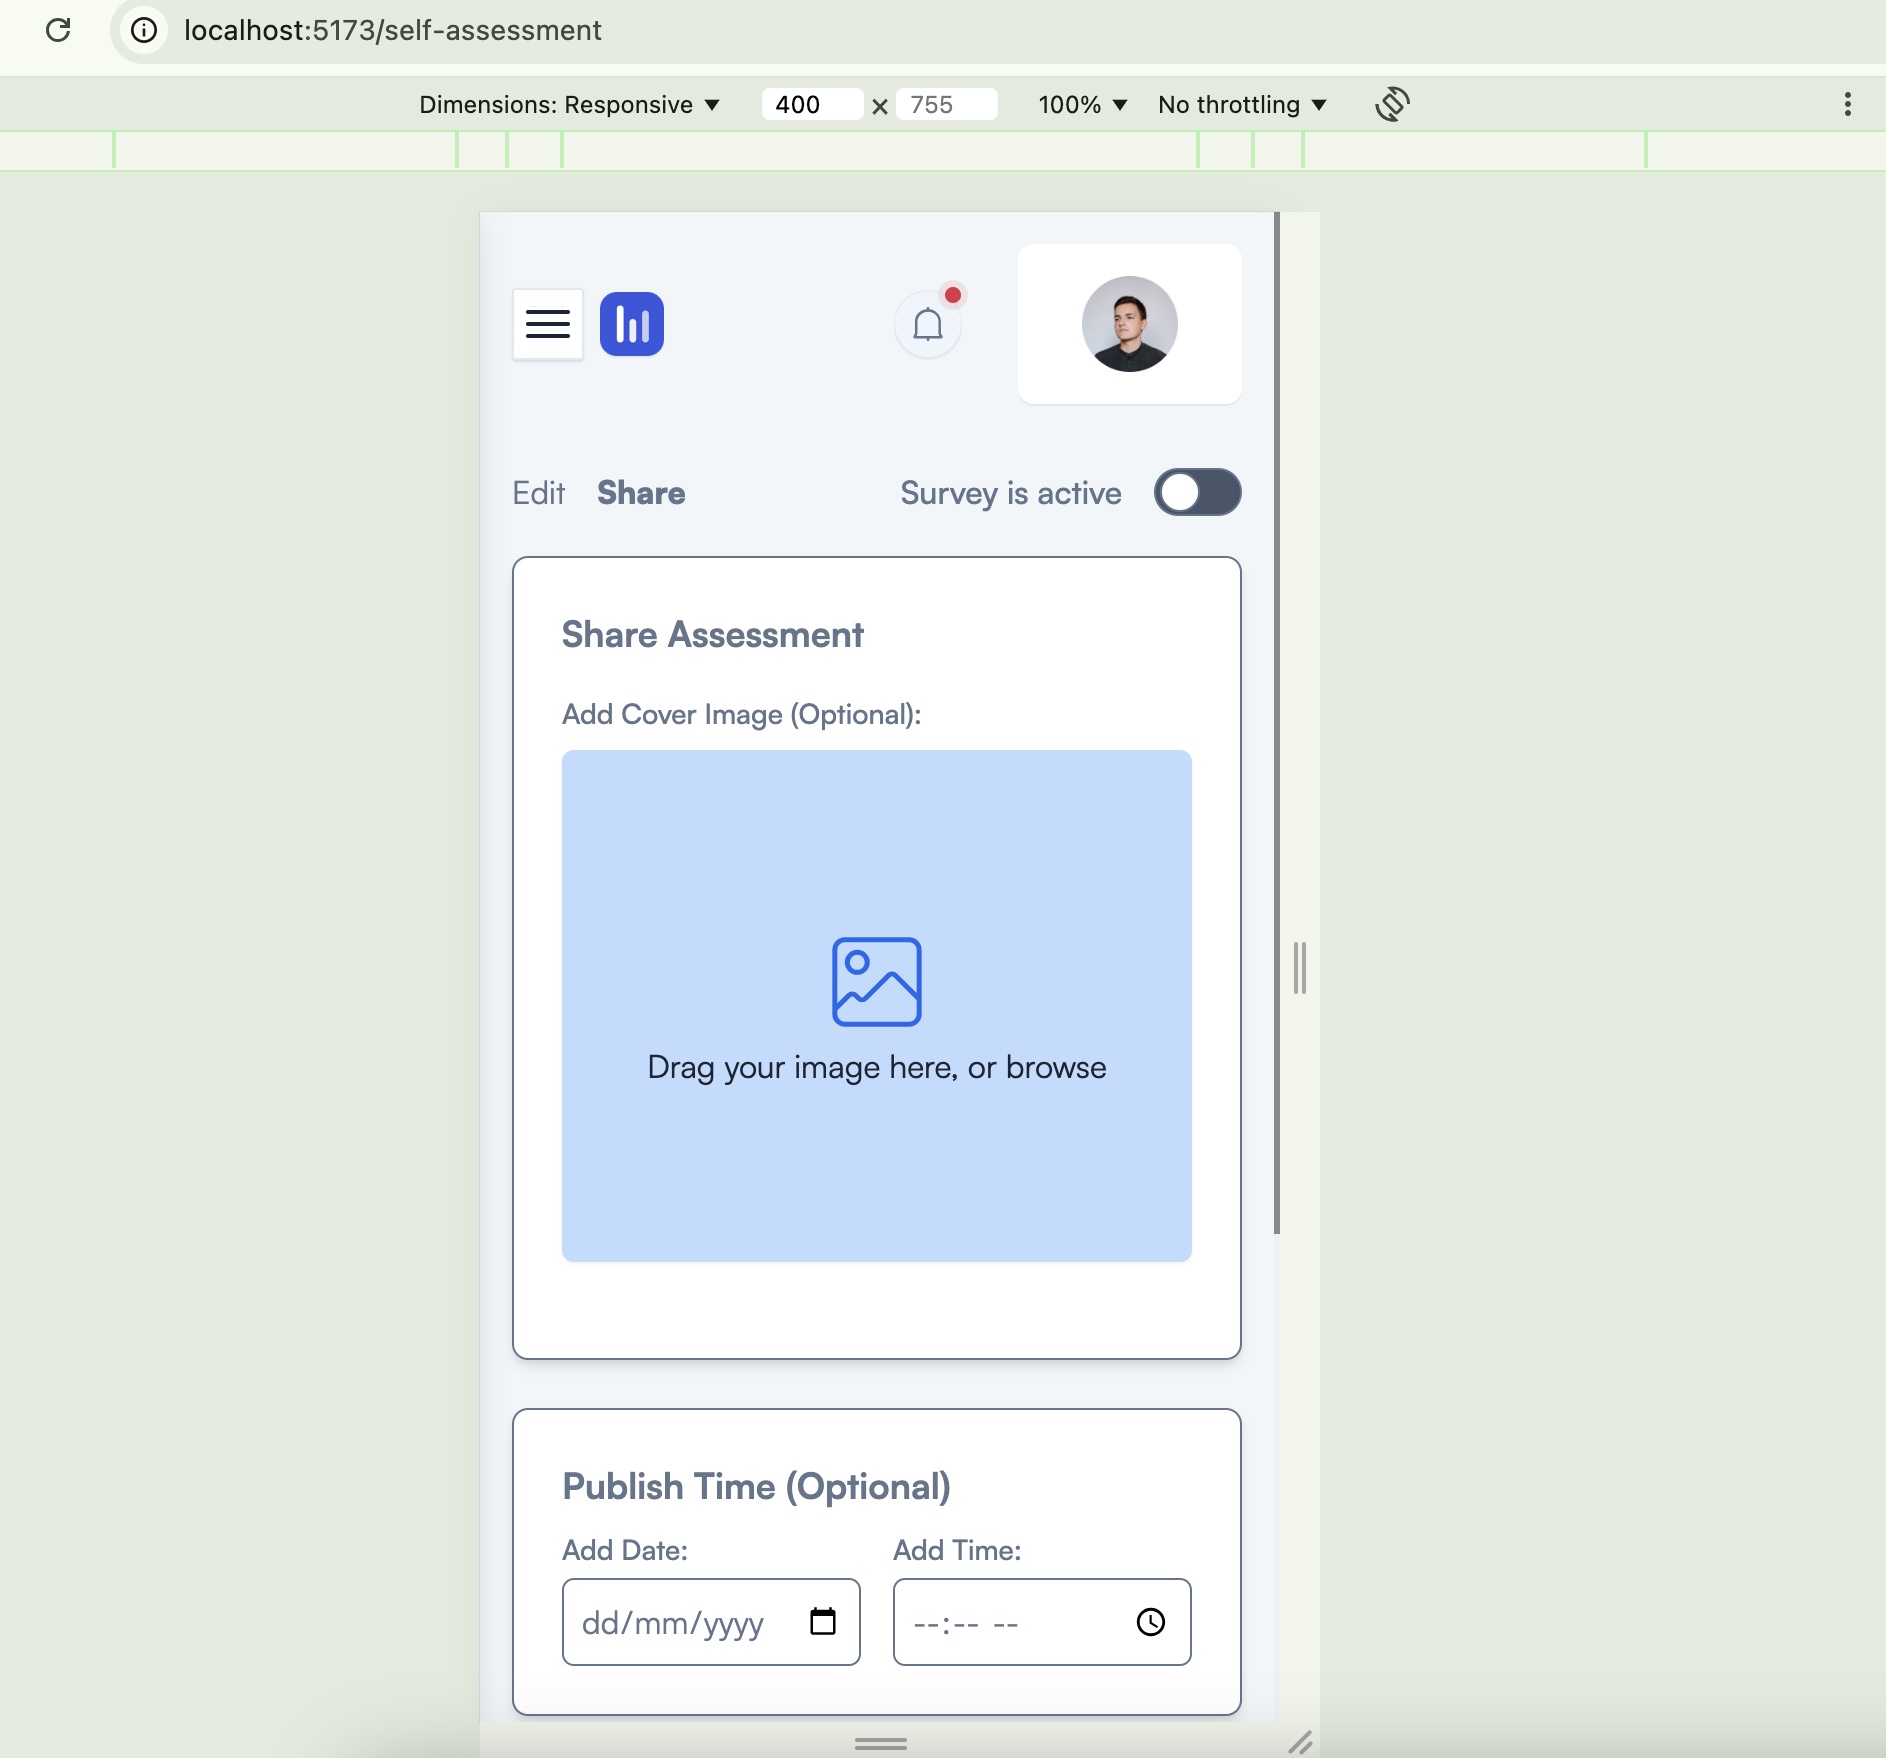 localhost:5173/self-assessment
Dimensions: Responsive ▼ 400 × 755 100% ▼ No throttling ▼
Edit Share Survey is active
Share Assessment
Add Cover Image (Optional):
Drag your image here, or browse
Publish Time (Optional)
Add Date: Add Time:
dd/mm/yyyy --:-- --